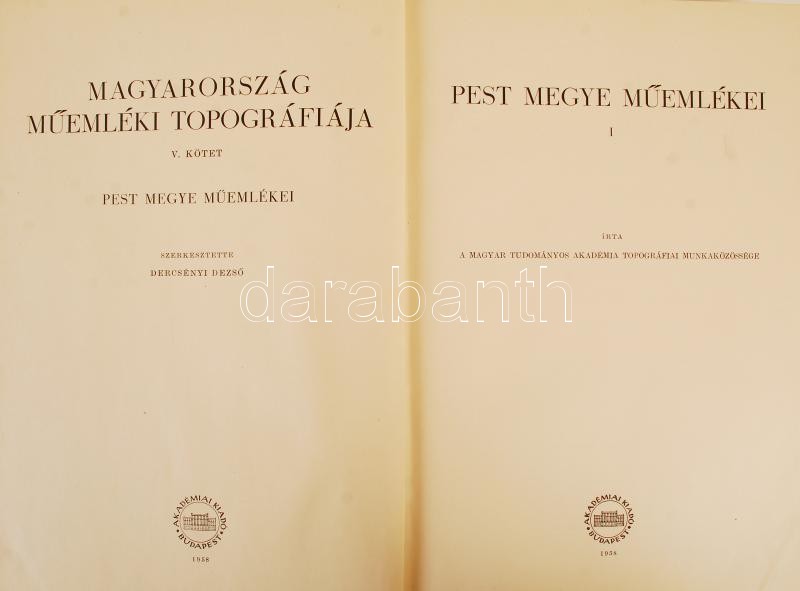 MAGYARORSZÁG
MŰEMLÉKI TOPOGRÁFIÁJA
V. KÖTET
PEST MEGYE MŰEMLÉKEI
SZERKESZTETTE
DERCSÉNYI DEZSŐ
AKADÉMIAI KIADÓ
BUDAPEST
1958
PEST MEGYE MŰEMLÉKEI
I
ÍRTA
A MAGYAR TUDOMÁNYOS AKADÉMIA TOPOGRÁFIAI MUNKAKÖZÖSSÉGE
AKADÉMIAI KIADÓ
BUDAPEST
1958
darabanth